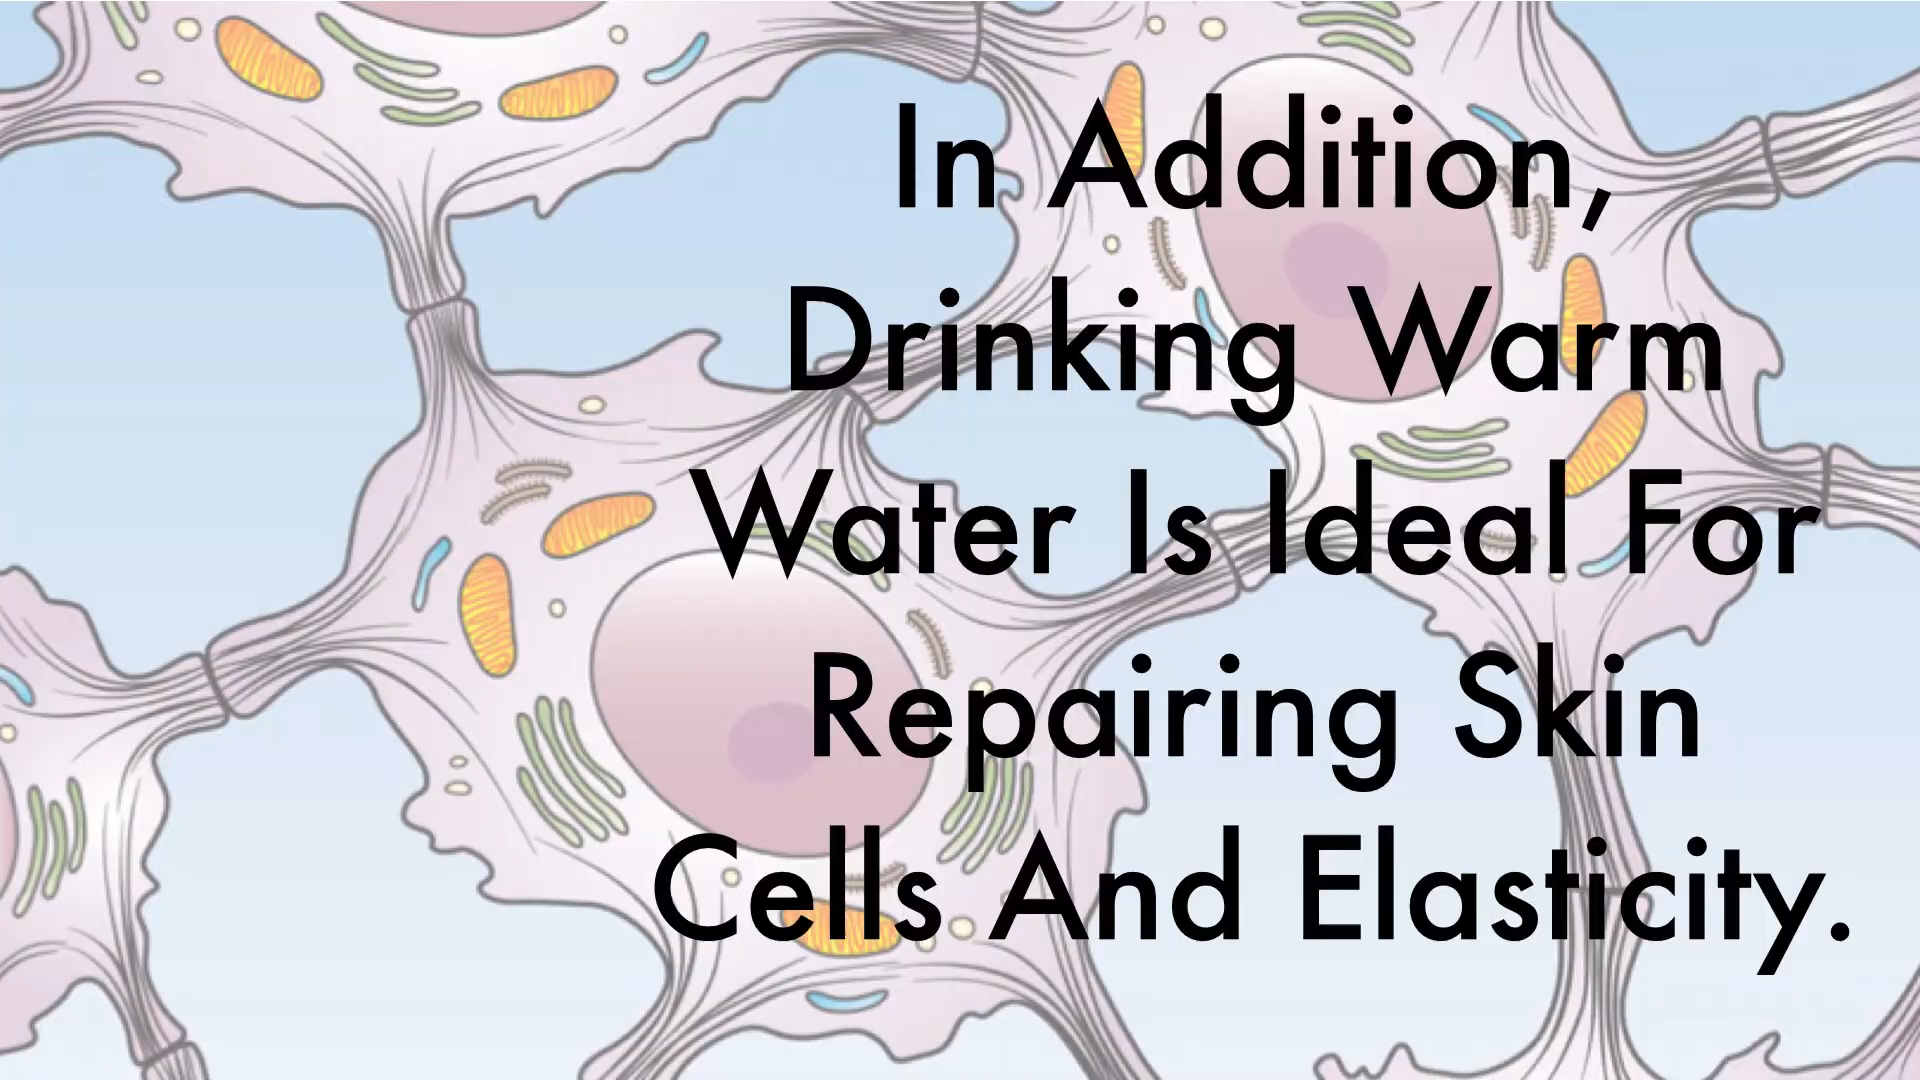 In Addition,
Drinking Warm
Water Is Ideal For
Repairing Skin
Cells And Elasticity.